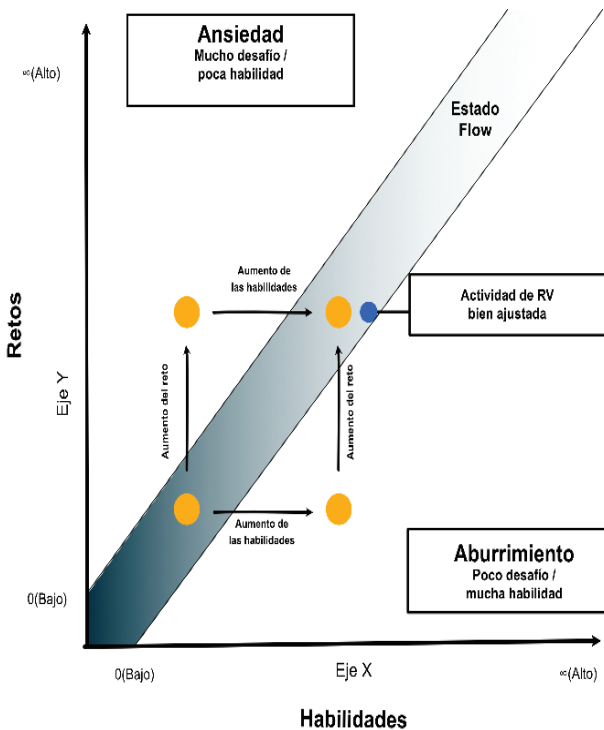 Ansiedad
Mucho desafío /
poca habilidad
∞(Alto)
Estado
Flow
Aumento de
las habilidades
Actividad de RV
bien ajustada
Retos
Eje Y
Aumento del reto
Aumento del reto
Aumento de
las habilidades
Aburrimiento
Poco desafío /
mucha habilidad
0(Bajo)
0(Bajo)
Eje X
∞(Alto)
Habilidades